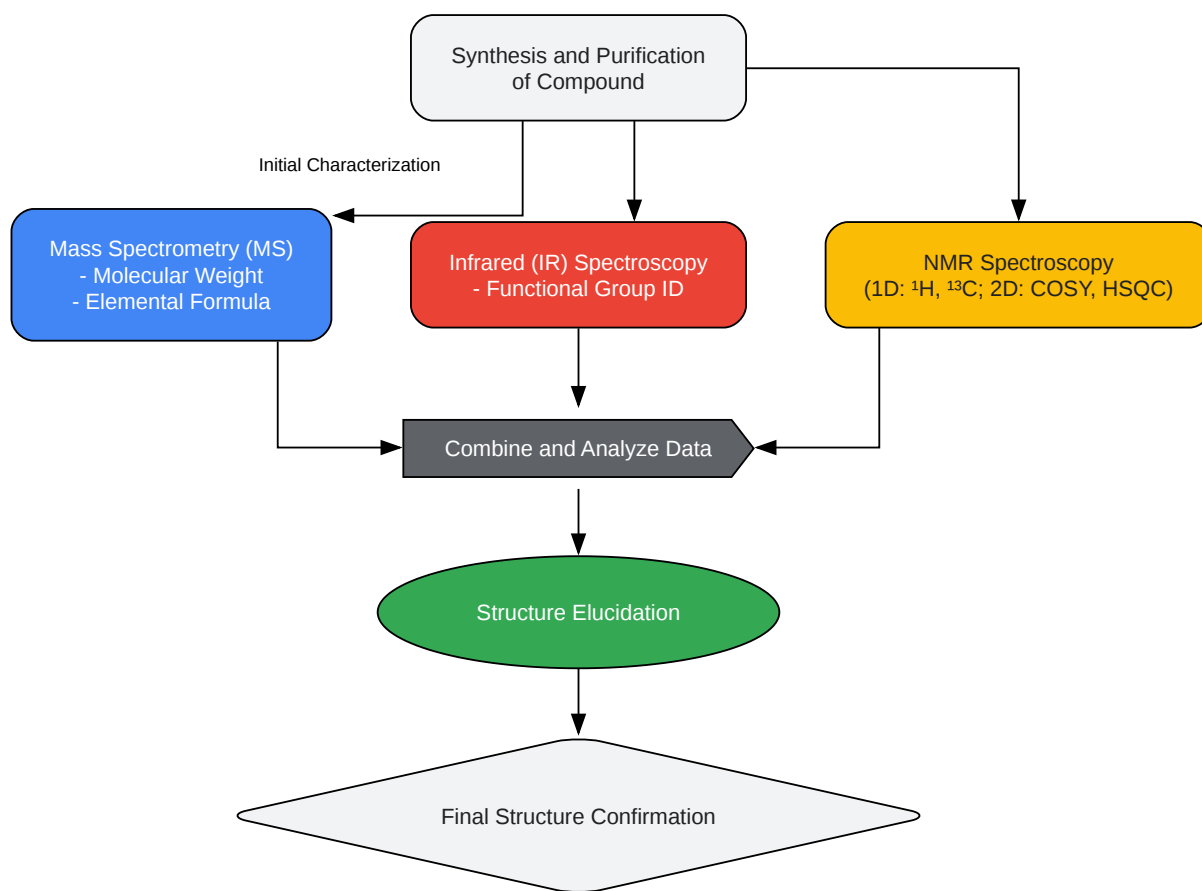 Synthesis and Purification
of Compound
Initial Characterization
Mass Spectrometry (MS)
- Molecular Weight
- Elemental Formula
Infrared (IR) Spectroscopy
- Functional Group ID
NMR Spectroscopy
(1D: ¹H, ¹³C; 2D: COSY, HSQC)
Combine and Analyze Data
Structure Elucidation
Final Structure Confirmation